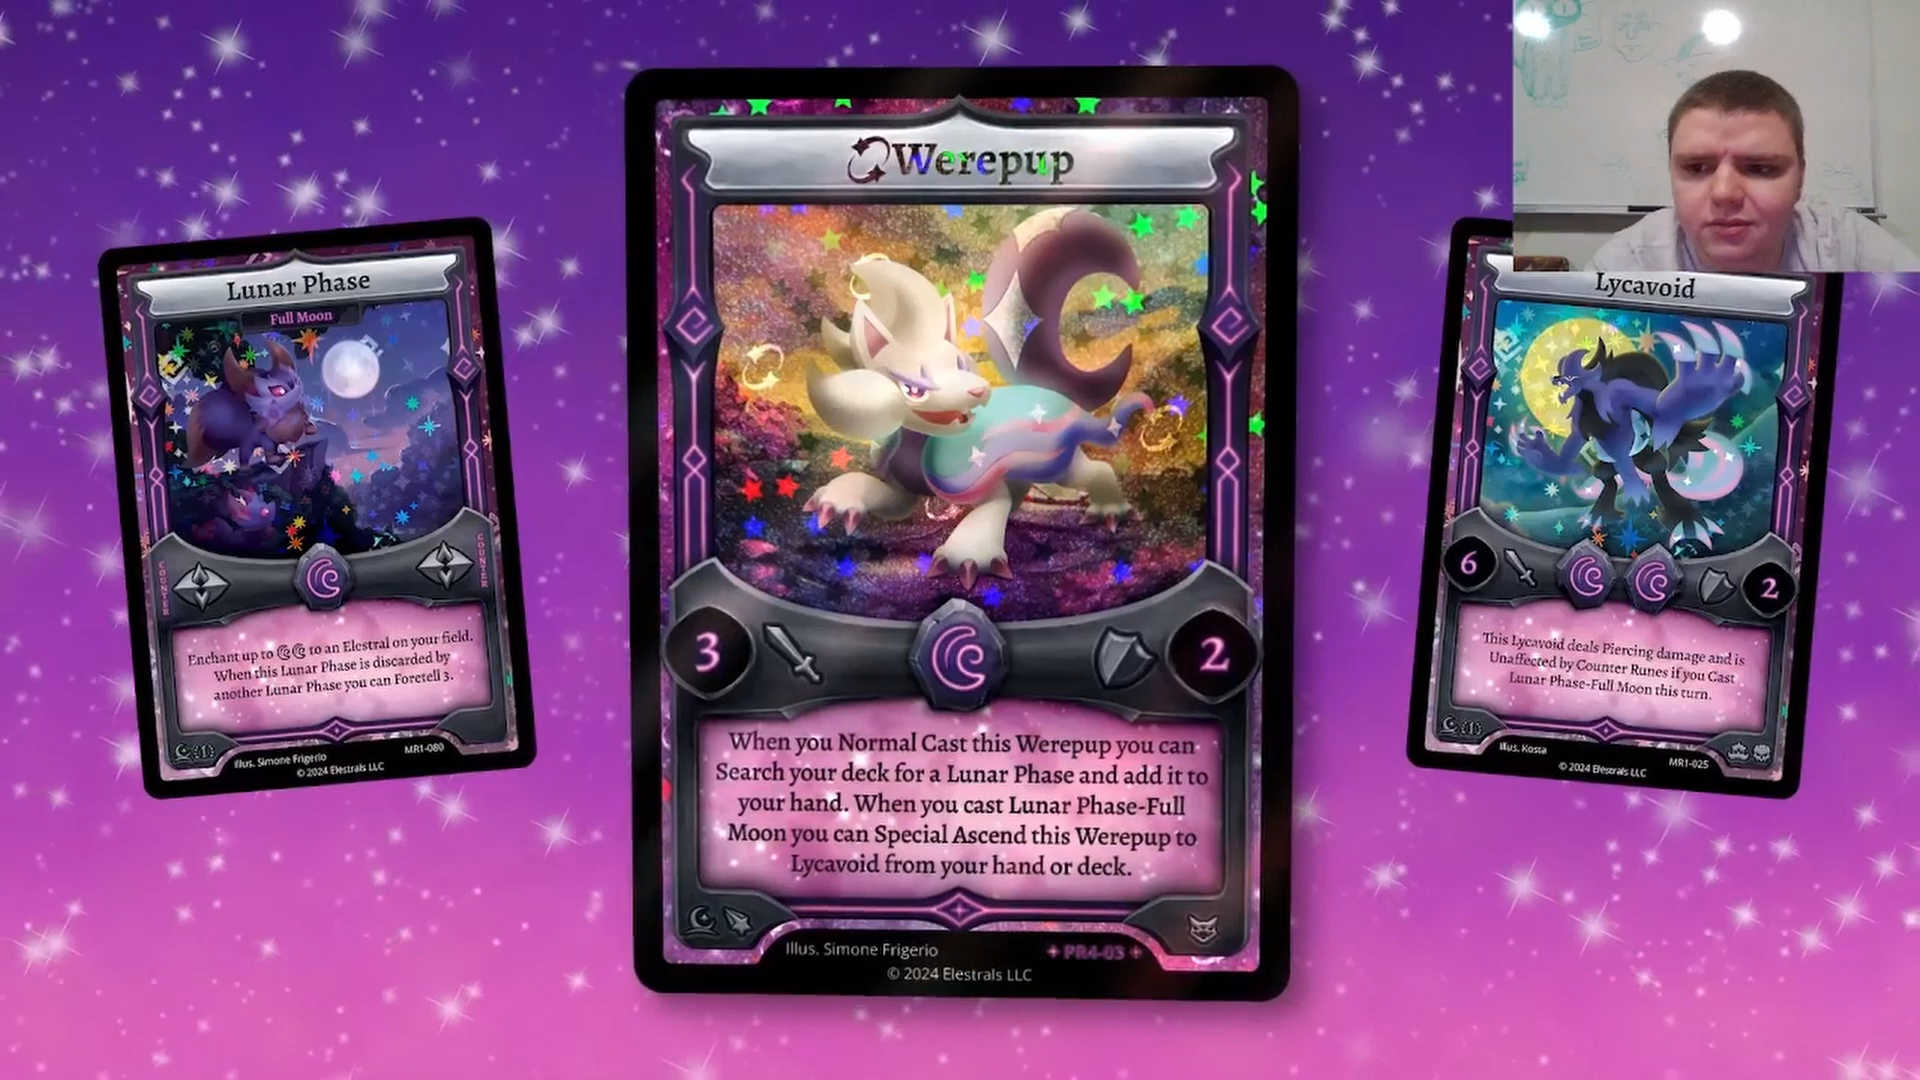 Lunar Phase
Full Moon
COUNTER
COUNTER
Enchant up to to an Elestral on your field.
When this Lunar Phase is discarded by
another Lunar Phase you can Foretell 3.
1
Illus. Simone Frigerio
MR1-080
© 2024 Elestrals LLC
Werepup
3
2
When you Normal Cast this Werepup you can
Search your deck for a Lunar Phase and add it to
your hand. When you cast Lunar Phase-Full
Moon you can Special Ascend this Werepup to
Lycavoid from your hand or deck.
Illus. Simone Frigerio
PR4-03
© 2024 Elestrals LLC
Lycavoid
6
2
This Lycavoid deals Piercing damage and is
Unaffected by Counter Runes if you Cast
Lunar Phase-Full Moon this turn.
1
Illus. Kosta
MR1-025
© 2024 Elestrals LLC